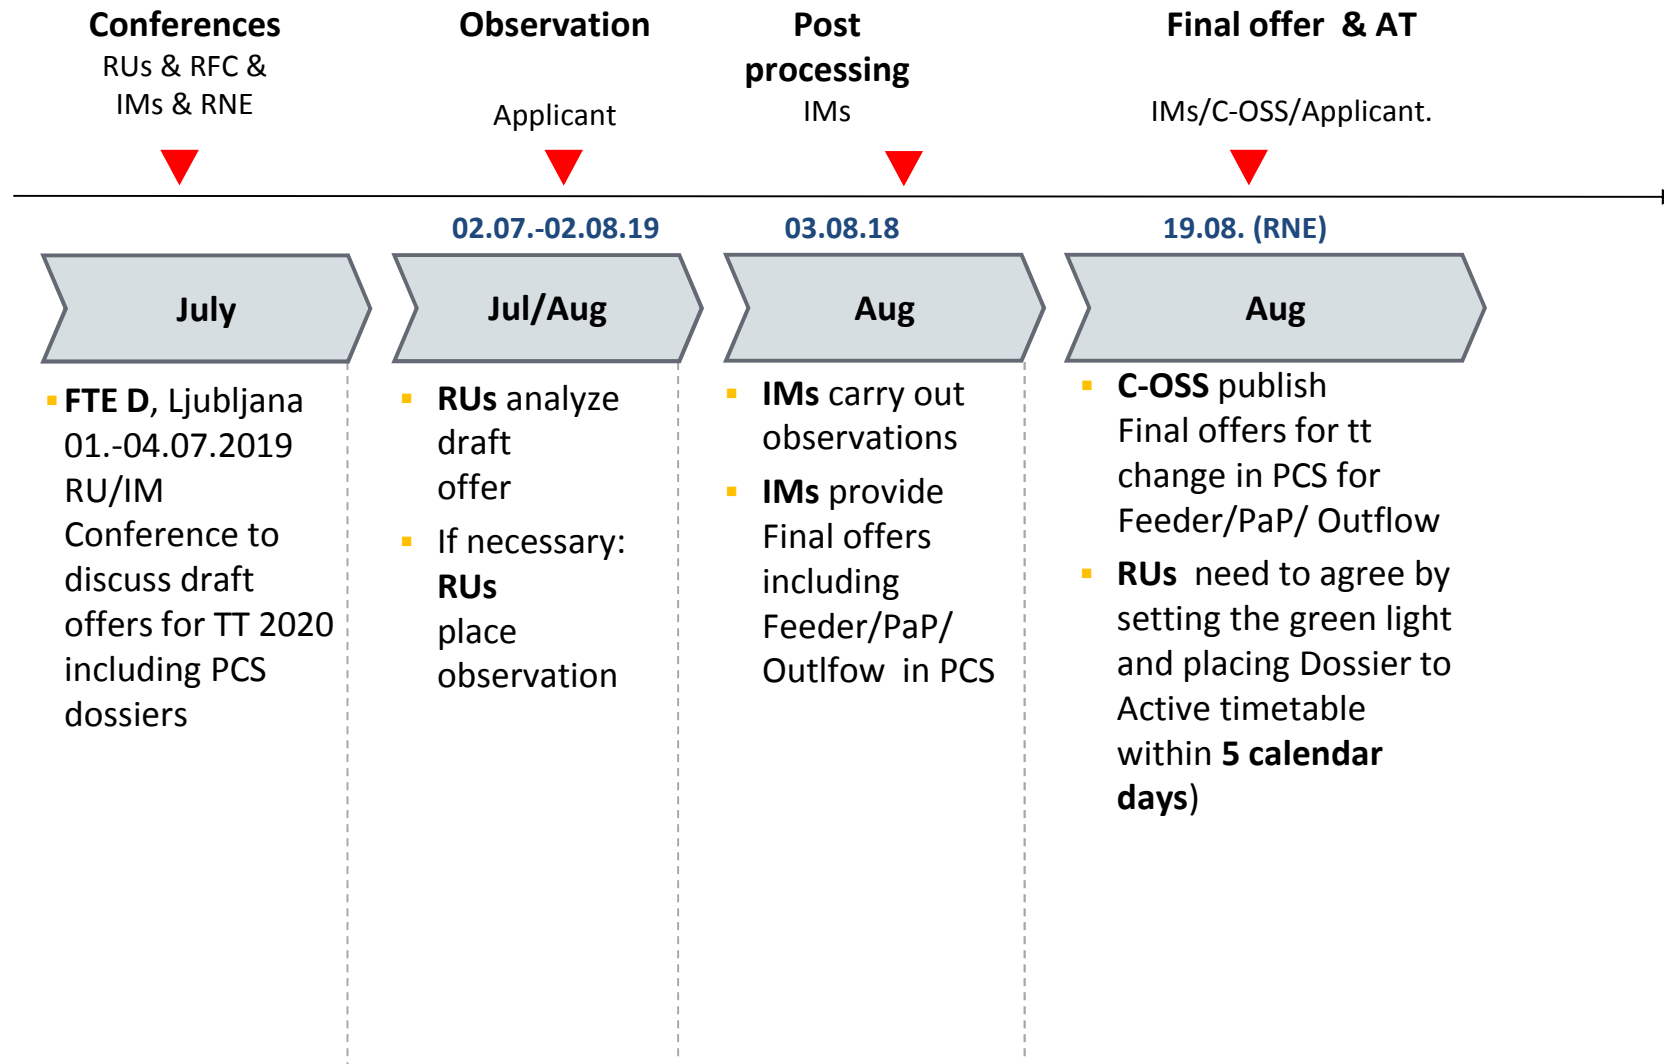 Conferences
RUs & RFC &
IMs & RNE
Observation
Applicant
Post
processing
IMs
Final offer & AT
IMs/C-OSS/Applicant.
02.07.-02.08.19
03.08.18
19.08. (RNE)
July
Jul/Aug
Aug
Aug
▪ FTE D, Ljubljana
01.-04.07.2019
RU/IM
Conference to
discuss draft
offers for TT 2020
including PCS
dossiers
▪ RUs analyze
draft
offer
▪ If necessary:
RUs
place
observation
▪ IMs carry out
observations
▪ IMs provide
Final offers
including
Feeder/PaP/
Outlfow in PCS
▪ C-OSS publish
Final offers for tt
change in PCS for
Feeder/PaP/ Outflow
▪ RUs need to agree by
setting the green light
and placing Dossier to
Active timetable
within 5 calendar
days)